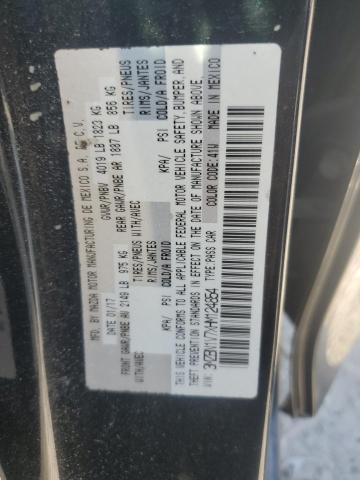 MFD. BY MAZDA MOTOR MANUFACTURING DE MEXICO S.A. DE C.V.
DATE 01/17 GVWR/PNBV 4019 LB 1823 KG
FRONT GAWR/PNBE AV 2149 LB 975 KG REAR GAWR/PNBE AR 1887 LB 856 KG
WITH/AVEC TIRES/PNEUS WITH/AVEC TIRES/PNEUS
RIMS/JANTES RIMS/JANTES
KPA/ PSI COLD/A FROID KPA/ PSI COLD/A FROID
THIS VEHICLE CONFORMS TO ALL APPLICABLE FEDERAL MOTOR VEHICLE SAFETY, BUMPER, AND
THEFT PREVENTION STANDARDS IN EFFECT ON THE DATE OF MANUFACTURE SHOWN ABOVE.
VIN: 3MZBN1V7XHM124854 TYPE:PASS CAR COLOR CODE:41W MADE IN MEXICO